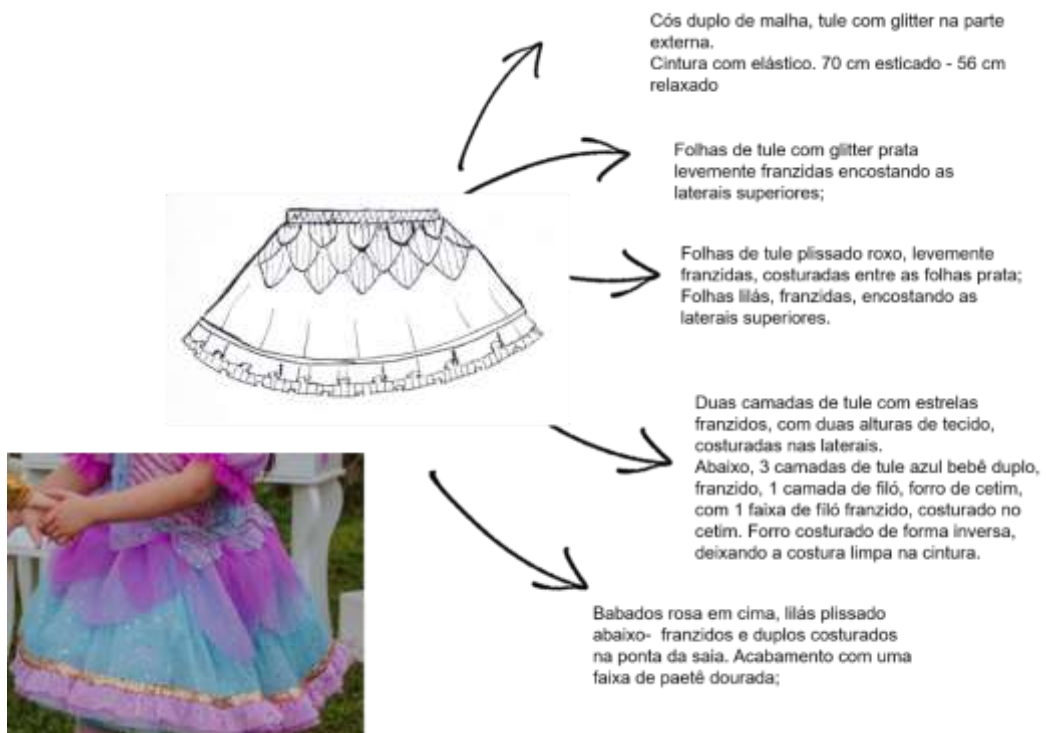 Cós duplo de malha, tule com glitter na parte
externa.
Cintura com elástico. 70 cm esticado - 56 cm
relaxado
Folhas de tule com glitter prata
levemente franzidas encostando as
laterais superiores;
Folhas de tule plissado roxo, levemente
franzidas, costuradas entre as folhas prata;
Folhas lilás, franzidas, encostando as
laterais superiores.
Duas camadas de tule com estrelas
franzidos, com duas alturas de tecido,
costuradas nas laterais.
Abaixo, 3 camadas de tule azul bebê duplo,
franzido, 1 camada de filó, forro de cetim,
com 1 faixa de filó franzido, costurado no
cetim. Forro costurado de forma inversa,
deixando a costura limpa na cintura.
Babados rosa em cima, lilás plissado
abaixo- franzidos e duplos costurados
na ponta da saia. Acabamento com uma
faixa de paetê dourada;